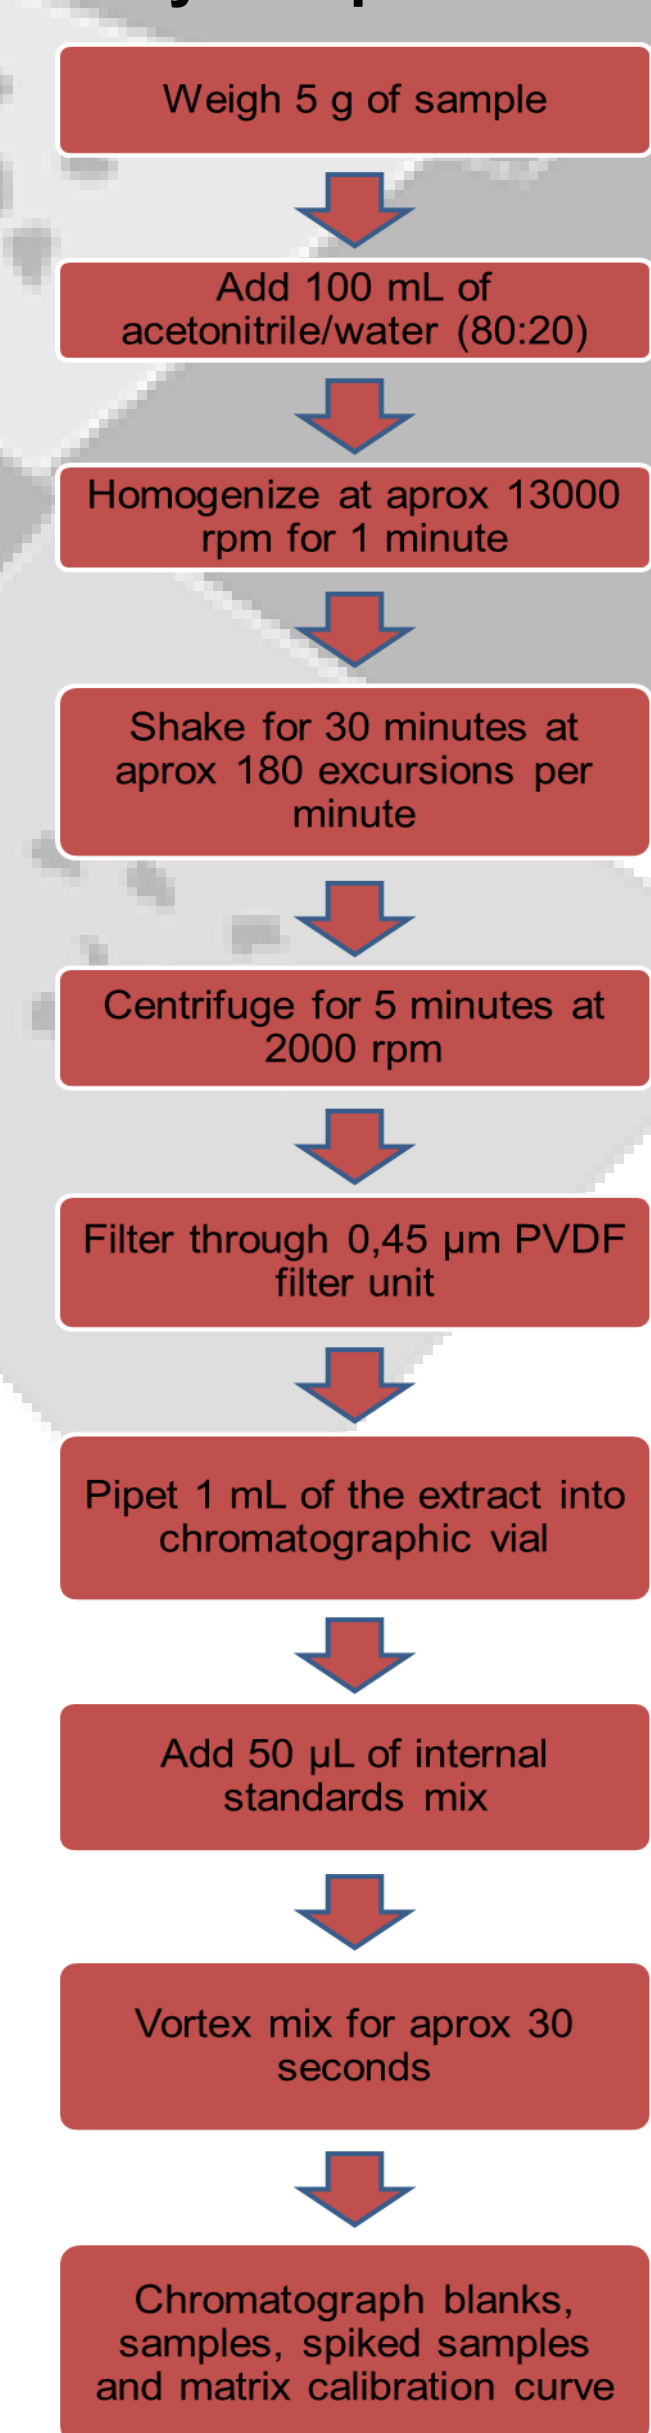 Weigh 5 g of sample
Add 100 mL of
acetonitrile/water (80:20)
Homogenize at aprox 13000
rpm for 1 minute
Shake for 30 minutes at
aprox 180 excursions per
minute
Centrifuge for 5 minutes at
2000 rpm
Filter through 0,45 µm PVDF
filter unit
Pipet 1 mL of the extract into
chromatographic vial
Add 50 µL of internal
standards mix
Vortex mix for aprox 30
seconds
Chromatograph blanks,
samples, spiked samples
and matrix calibration curve